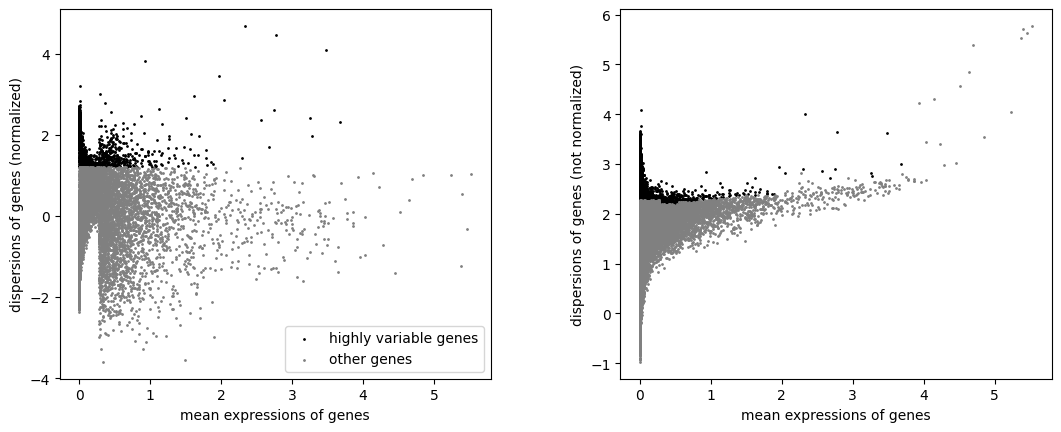 dispersions of genes (normalized)
4
2
0
−2
−4
0 1 2 3 4 5
mean expressions of genes
highly variable genes
other genes
dispersions of genes (not normalized)
6
5
4
3
2
1
0
−1
0 1 2 3 4 5
mean expressions of genes